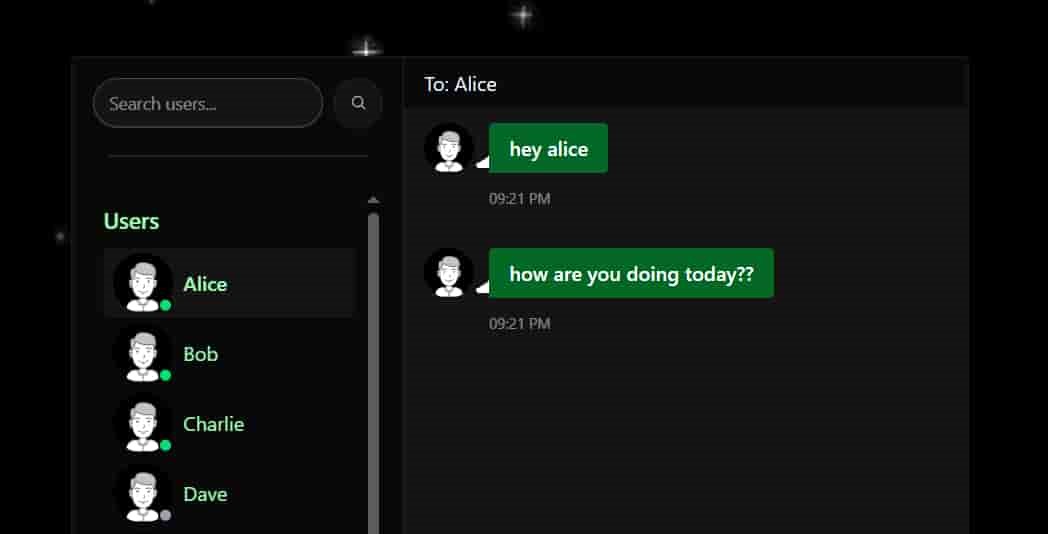 Search users...
Users
Alice
Bob
Charlie
Dave
To: Alice
hey alice
09:21 PM
how are you doing today??
09:21 PM